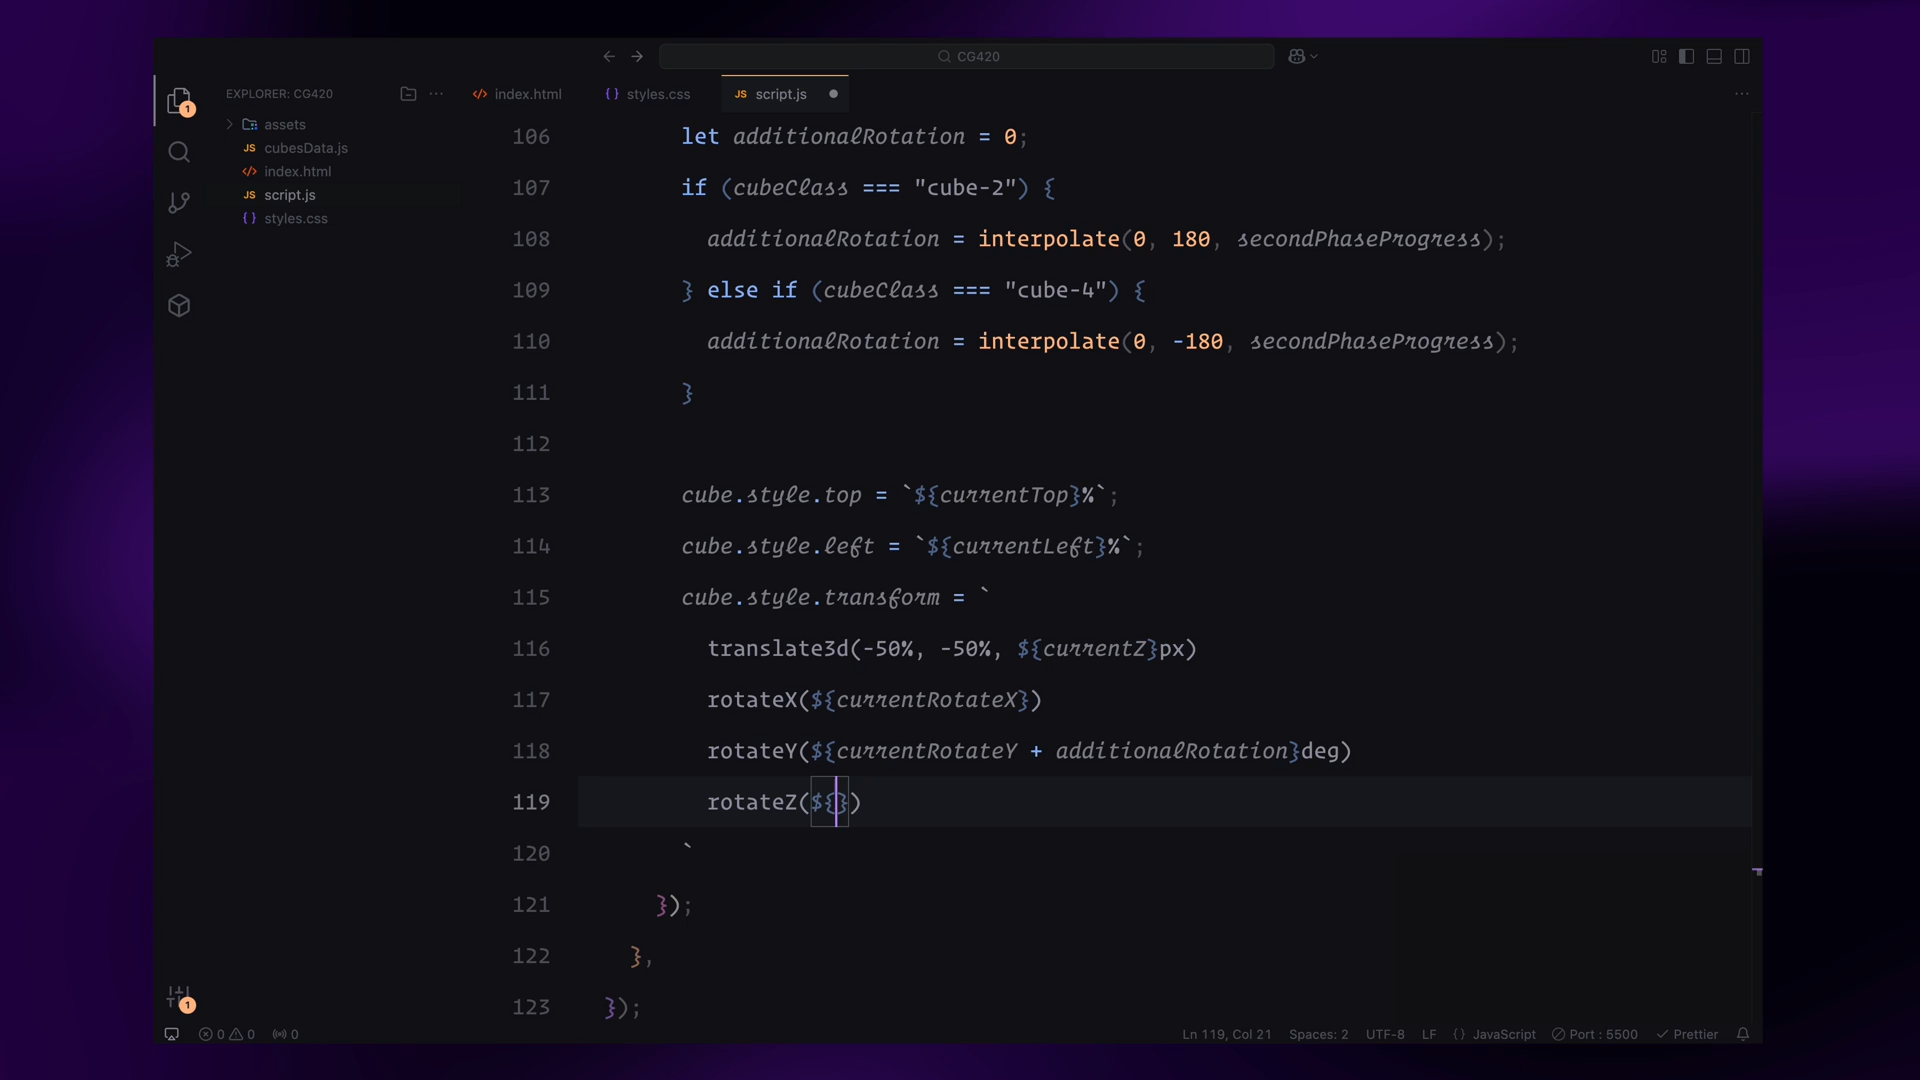 CG420
EXPLORER: CG420
index.html
styles.css
script.js
assets
cubesData.js
index.html
script.js
styles.css
106 let additionalRotation = 0;
107 if (cubeClass === "cube-2") {
108 additionalRotation = interpolate(0, 180, secondPhaseProgress);
109 } else if (cubeClass === "cube-4") {
110 additionalRotation = interpolate(0, -180, secondPhaseProgress);
111 }
112
113 cube.style.top = `${currentTop}%`;
114 cube.style.left = `${currentLeft}%`;
115 cube.style.transform = `
116 translate3d(-50%, -50%, ${currentZ}px)
117 rotateX(${currentRotateX})
118 rotateY(${currentRotateY + additionalRotation}deg)
119 rotateZ(${})
120 `
121 });
122 },
123 });
1
1
0 0 0
Ln 119, Col 21 Spaces: 2 UTF-8 LF {} JavaScript Port : 5500 Prettier